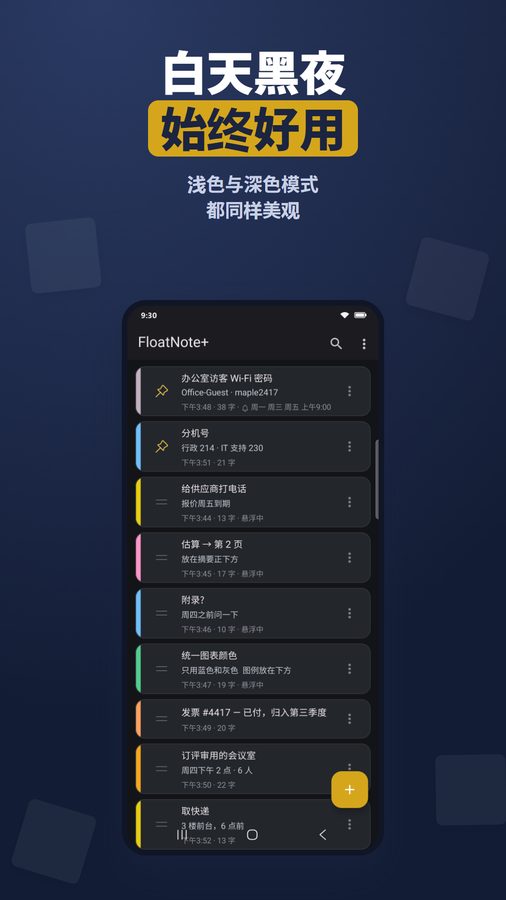 白天黑夜
始终好用
浅色与深色模式
都同样美观
9:30
FloatNote+
办公室访客 Wi-Fi 密码
Office-Guest · maple2417
下午3:48 · 38 字 · 周一 周三 周五 上午9:00
分机号
行政 214 · IT 支持 230
下午3:51 · 21 字
给供应商打电话
报价周五到期
下午3:44 · 13 字 · 悬浮中
估算 → 第 2 页
放在摘要正下方
下午3:45 · 17 字 · 悬浮中
附录?
周四之前问一下
下午3:46 · 10 字 · 悬浮中
统一图表颜色
只用蓝色和灰色 图例放在下方
下午3:47 · 19 字 · 悬浮中
发票 #4417 — 已付，归入第三季度
下午3:49 · 20 字
订评审用的会议室
周四下午 2 点 · 6 人
下午3:50 · 22 字
取快递
3 楼前台，6 点前
下午3:52 · 13 字